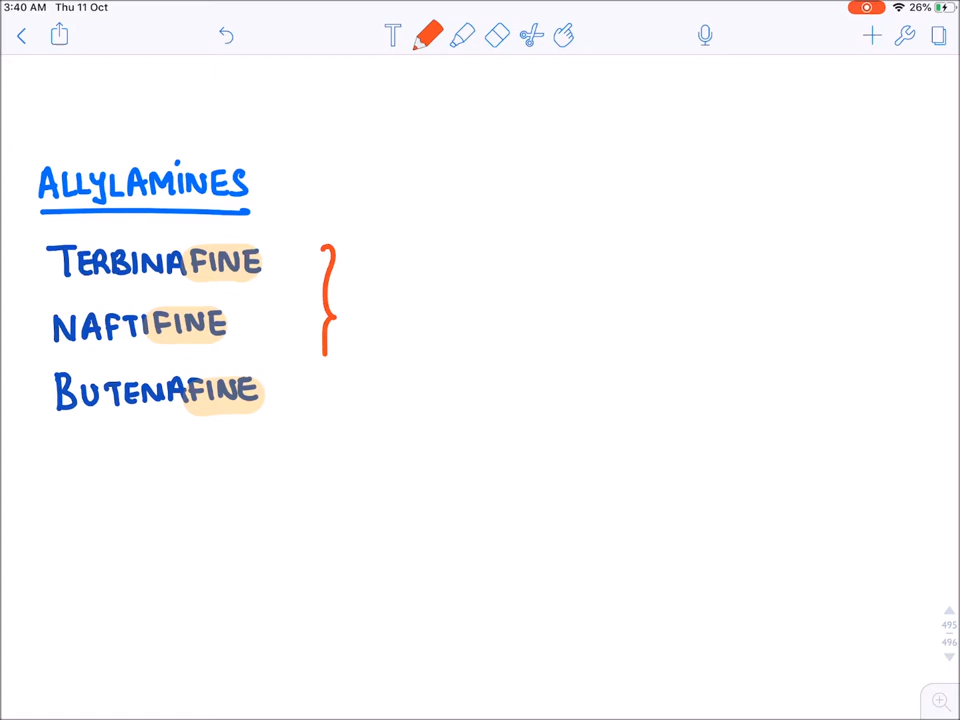 3:40 AM Thu 11 Oct
26%
T
ALLYLAMINES
TERBINAFINE
NAFTIFINE
BUTENAFINE
495
496